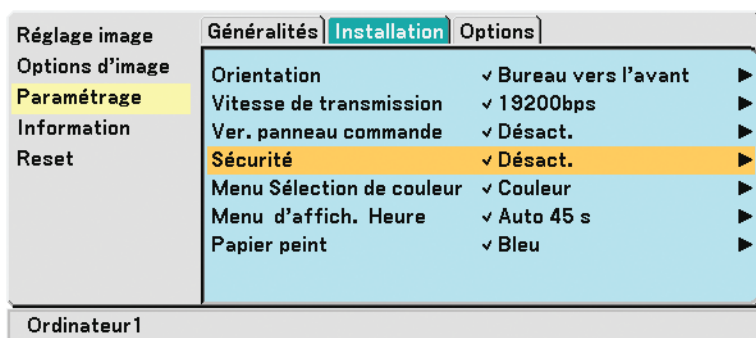 Réglage image
Options d'image
Paramétrage
Information
Reset
Généralités Installation Options
Orientation ✓ Bureau vers l'avant ▶
Vitesse de transmission ✓ 19200bps ▶
Ver. panneau commande ✓ Désact. ▶
Sécurité ✓ Désact. ▶
Menu Sélection de couleur ✓ Couleur ▶
Menu d'affich. Heure ✓ Auto 45 s ▶
Papier peint ✓ Bleu ▶
Ordinateur1